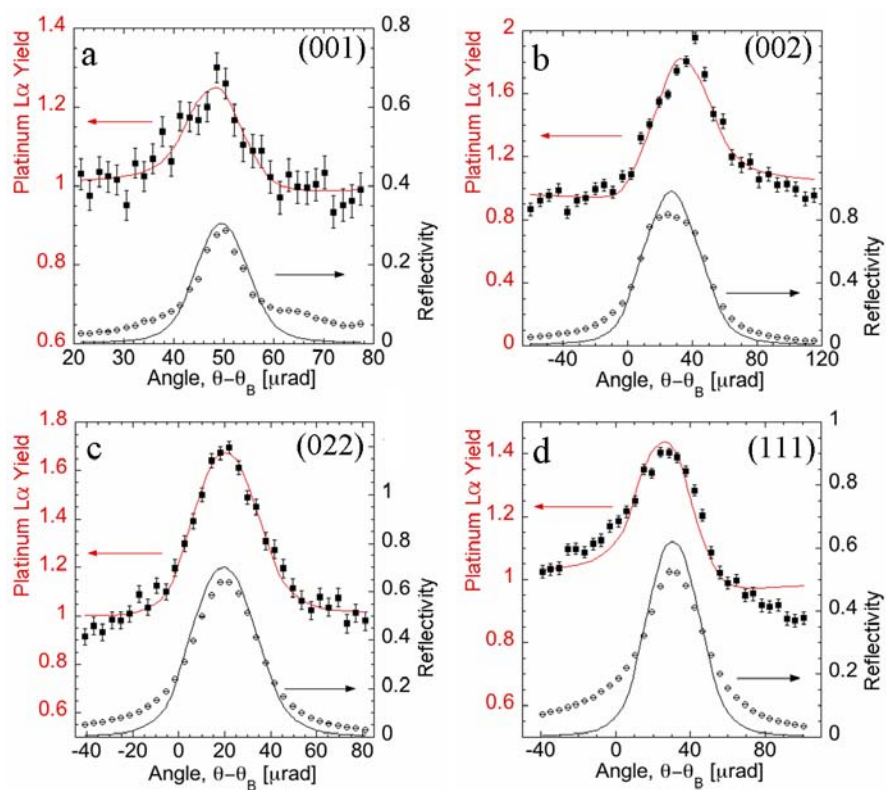 a
(001)
Platinum Lα Yield
1.4
1.2
1
0.8
0.6
0.8
0.6
0.4
0.2
0
Reflectivity
20 30 40 50 60 70 80
Angle, θ-θB [µrad]
b
(002)
Platinum Lα Yield
2
1.6
1.2
0.8
0.4
0
0.8
0.4
0
Reflectivity
-40 0 40 80 116
Angle, θ-θB [µrad]
c
(022)
Platinum Lα Yield
1.8
1.6
1.4
1.2
1
0.8
0.6
1
0.8
0.6
0.4
0.2
0
Reflectivity
-40 -20 0 20 40 60 80
Angle, θ-θB [µrad]
d
(111)
Platinum Lα Yield
1.4
1.2
1
0.8
0.6
1
0.8
0.6
0.4
0.2
0
Reflectivity
-40 0 40 80
Angle, θ-θB [µrad]